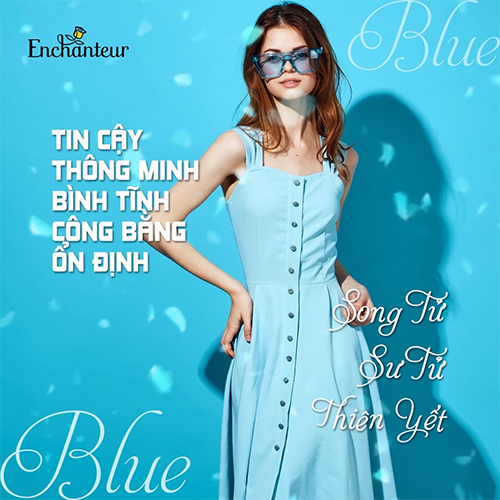 Enchanteur
Blue
TIN CẬY
THÔNG MINH
BÌNH TĨNH
CÔNG BẰNG
ỔN ĐỊNH
Song Tử
Sư Tử
Thiên Yết
Blue